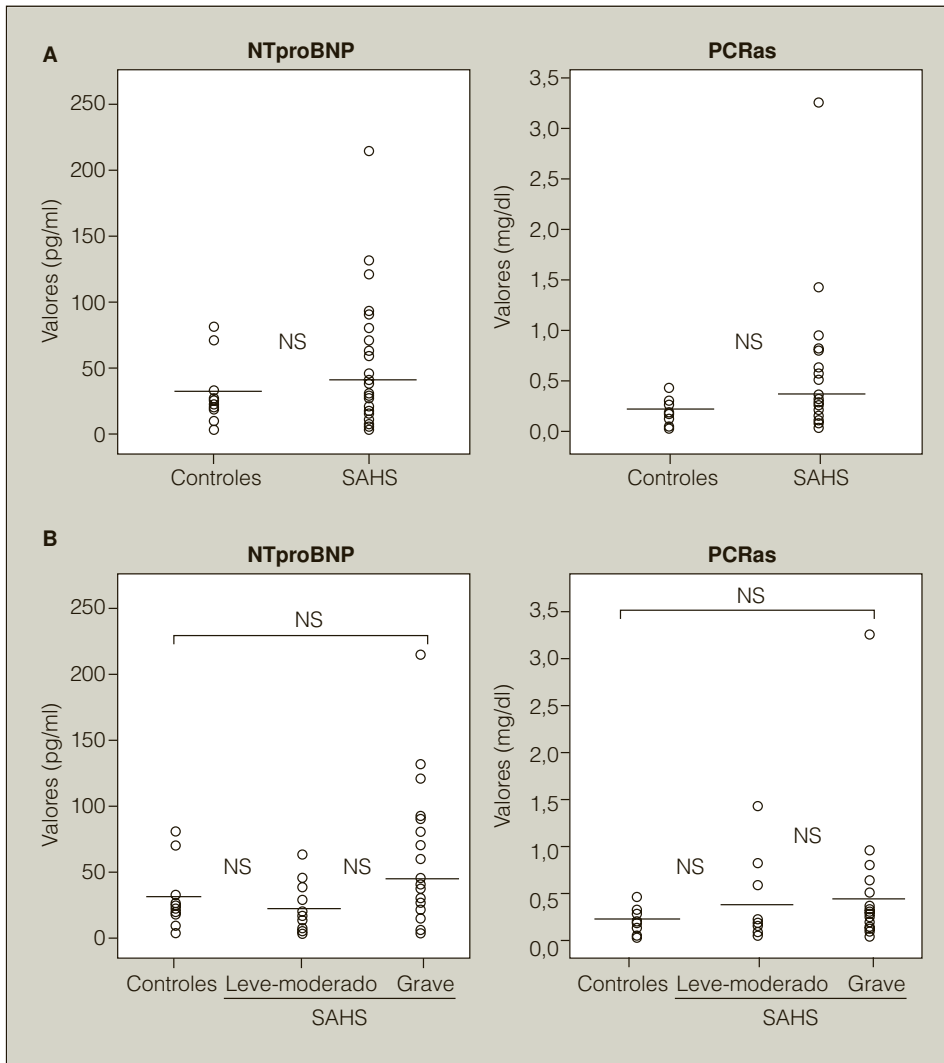 A
NTproBNP
Valores (pg/ml)
250
200
150
100
50
0
NS
Controles
SAHS
PCRas
Valores (mg/dl)
3,5
3,0
2,5
2,0
1,5
1,0
0,5
0,0
NS
Controles
SAHS
B
NTproBNP
Valores (pg/ml)
250
200
150
100
50
0
NS
NS
NS
Controles
Leve-moderado
Grave
SAHS
PCRas
Valores (mg/dl)
3,5
3,0
2,5
2,0
1,5
1,0
0,5
0,0
NS
NS
NS
Controles
Leve-moderado
Grave
SAHS